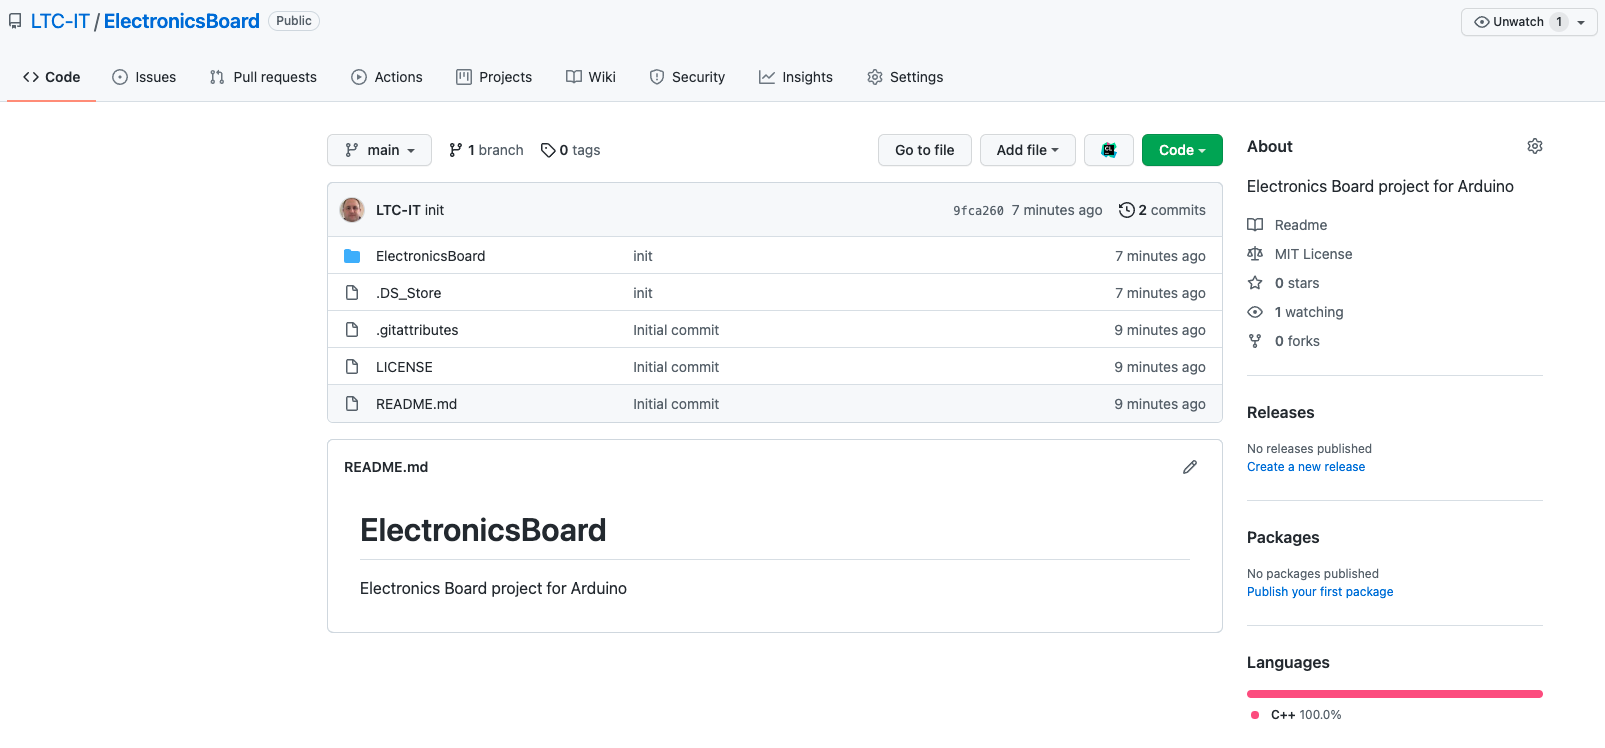 LTC-IT / ElectronicsBoard Public
Unwatch 1
Code Issues Pull requests Actions Projects Wiki Security Insights Settings
main 1 branch 0 tags Go to file Add file CL Code
LTC-IT init 9fca260 7 minutes ago 2 commits
ElectronicsBoard init 7 minutes ago
.DS_Store init 7 minutes ago
.gitattributes Initial commit 9 minutes ago
LICENSE Initial commit 9 minutes ago
README.md Initial commit 9 minutes ago
README.md
ElectronicsBoard
Electronics Board project for Arduino
About
Electronics Board project for Arduino
Readme
MIT License
0 stars
1 watching
0 forks
Releases
No releases published
Create a new release
Packages
No packages published
Publish your first package
Languages
C++ 100.0%